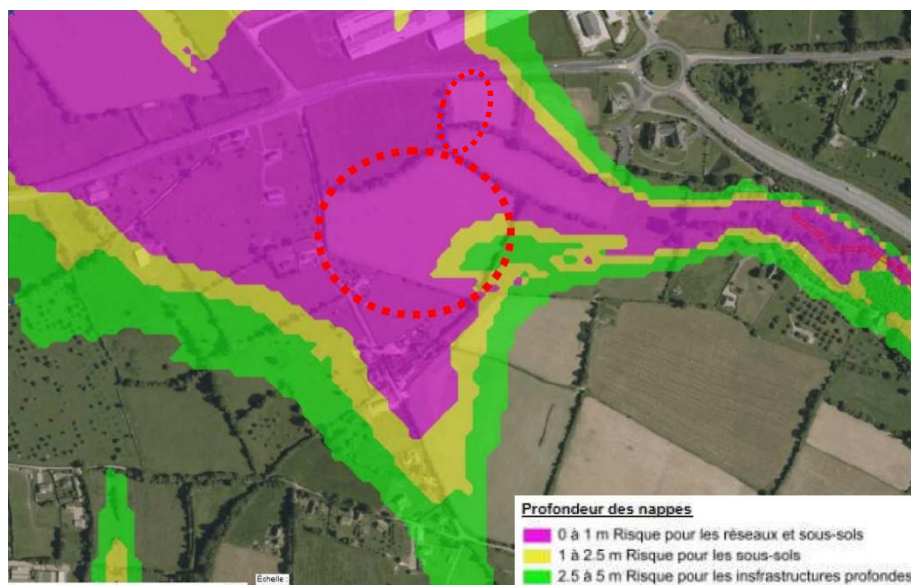 Echelle :
Profondeur des nappes
0 à 1 m Risque pour les réseaux et sous-sols
1 à 2.5 m Risque pour les sous-sols
2.5 à 5 m Risque pour les insfrastructures profondes